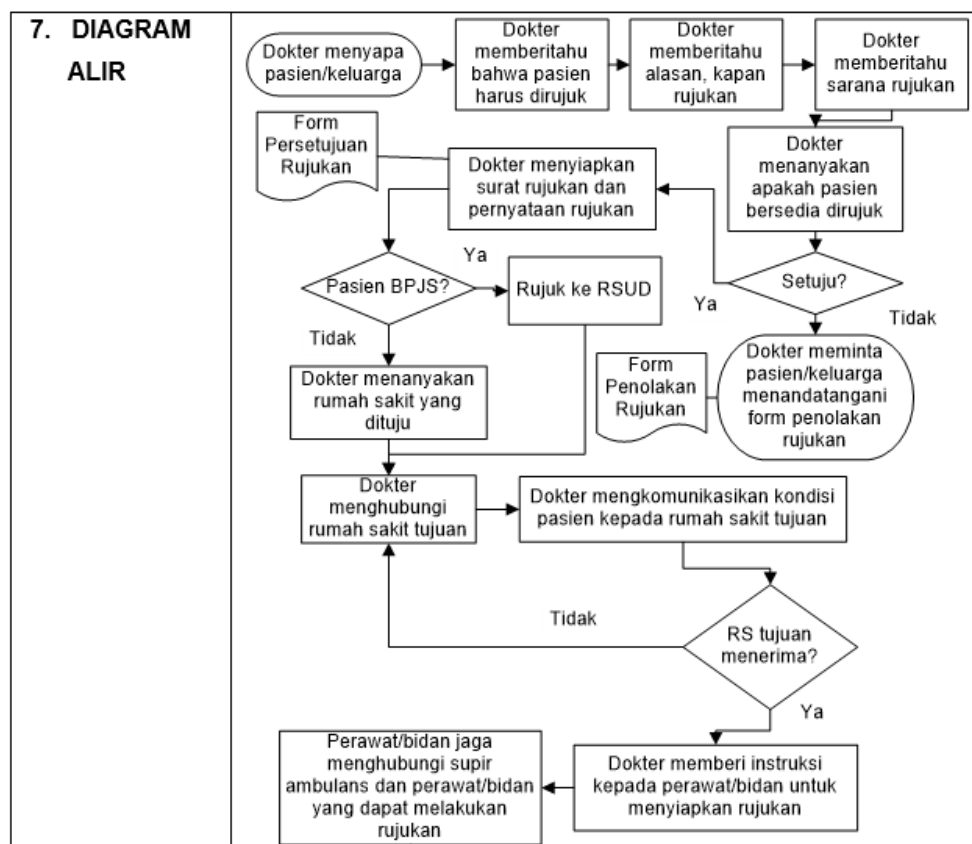 7. DIAGRAM
ALIR
Dokter menyapa
pasien/keluarga
Dokter
memberitahu
bahwa pasien
harus dirujuk
Dokter
memberitahu
alasan, kapan
rujukan
Dokter
memberitahu
sarana rujukan
Form
Persetujuan
Rujukan
Dokter menyiapkan
surat rujukan dan
pernyataan rujukan
Dokter
menanyakan
apakah pasien
bersedia dirujuk
Setuju?
Ya
Tidak
Pasien BPJS?
Ya
Rujuk ke RSUD
Tidak
Dokter menanyakan
rumah sakit yang
dituju
Form
Penolakan
Rujukan
Dokter meminta
pasien/keluarga
menandatangani
form penolakan
rujukan
Dokter
menghubungi
rumah sakit tujuan
Dokter mengkomunikasikan kondisi
pasien kepada rumah sakit tujuan
Tidak
RS tujuan
menerima?
Ya
Dokter memberi instruksi
kepada perawat/bidan untuk
menyiapkan rujukan
Perawat/bidan jaga
menghubungi supir
ambulans dan perawat/bidan
yang dapat melakukan
rujukan